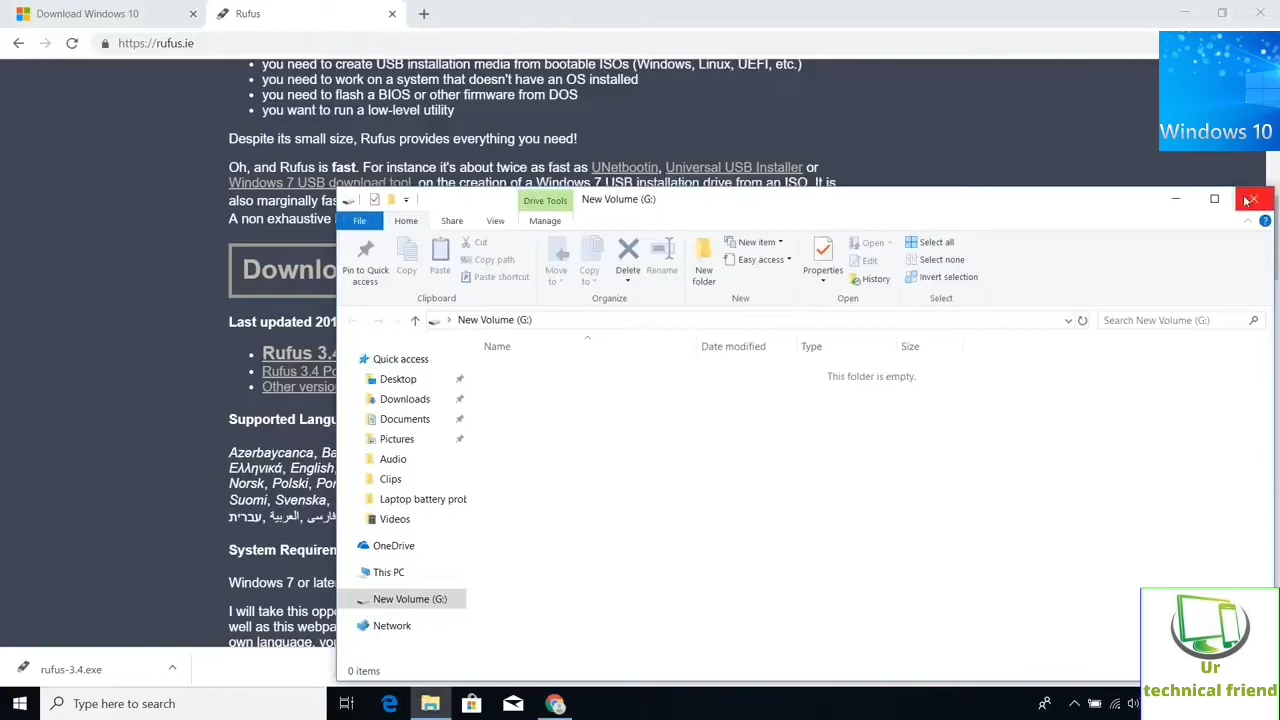 Download Windows 10
Rufus
https://rufus.ie
you need to create USB installation media from bootable ISOs (Windows, Linux, UEFI, etc.)
you need to work on a system that doesn't have an OS installed
you need to flash a BIOS or other firmware from DOS
you want to run a low-level utility
Windows 10
Despite its small size, Rufus provides everything you need!
Oh, and Rufus is fast. For instance it's about twice as fast as UNetbootin, Universal USB Installer or
Windows 7 USB download tool, on the creation of a Windows 7 USB installation drive from an ISO. It is
also marginally fas
A non exhaustive
Downlo
Last updated 201
Rufus 3.4
Rufus 3.4 Po
Other versio
Supported Langu
Azərbaycanca, Ba
Ελληνικά, English,
Norsk, Polski, Por
Suomi, Svenska,
فارسی, العربية, עברית
System Requirem
Windows 7 or late
I will take this oppo
well as this webpa
own language, you
Drive Tools
New Volume (G:)
File
Home
Share
View
Manage
Pin to Quick access
Copy
Paste
Cut
Copy path
Paste shortcut
Clipboard
Move to
Copy to
Delete
Rename
Organize
New folder
New item
Easy access
New
Properties
Open
Edit
History
Open
Select all
Select none
Invert selection
Select
New Volume (G:)
Search New Volume (G:)
Name
Date modified
Type
Size
This folder is empty.
Quick access
Desktop
Downloads
Documents
Pictures
Audio
Clips
Laptop battery prob
Videos
OneDrive
This PC
New Volume (G:)
Network
0 items
rufus-3.4.exe
Type here to search
Ur
technical friend